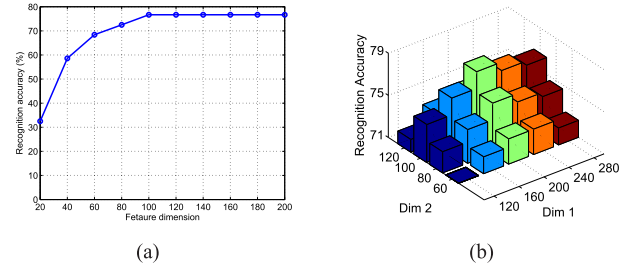 80
70
60
50
40
30
20
10
0
Recognition accuracy (%)
20 40 60 80 100 120 140 160 180 200
Fetaure dimension
(a)
79
75
71
Recognition Accuracy
120
100
80
60
Dim 2
120
160
200
240
280
Dim 1
(b)